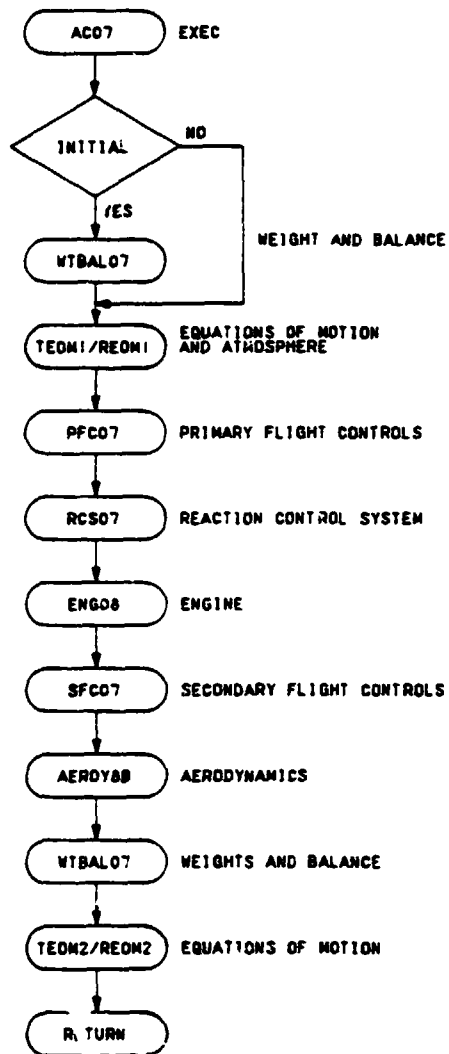 AC07 EXEC
INITIAL
NO
YES
WEIGHT AND BALANCE
WTBAL07
TEOM1/REOM1
EQUATIONS OF MOTION
AND ATMOSPHERE
PFC07 PRIMARY FLIGHT CONTROLS
RCS07 REACTION CONTROL SYSTEM
ENG08 ENGINE
SFC07 SECONDARY FLIGHT CONTROLS
AERDY8B AERODYNAMICS
WTBAL07 WEIGHTS AND BALANCE
TEOM2/REOM2 EQUATIONS OF MOTION
RETURN